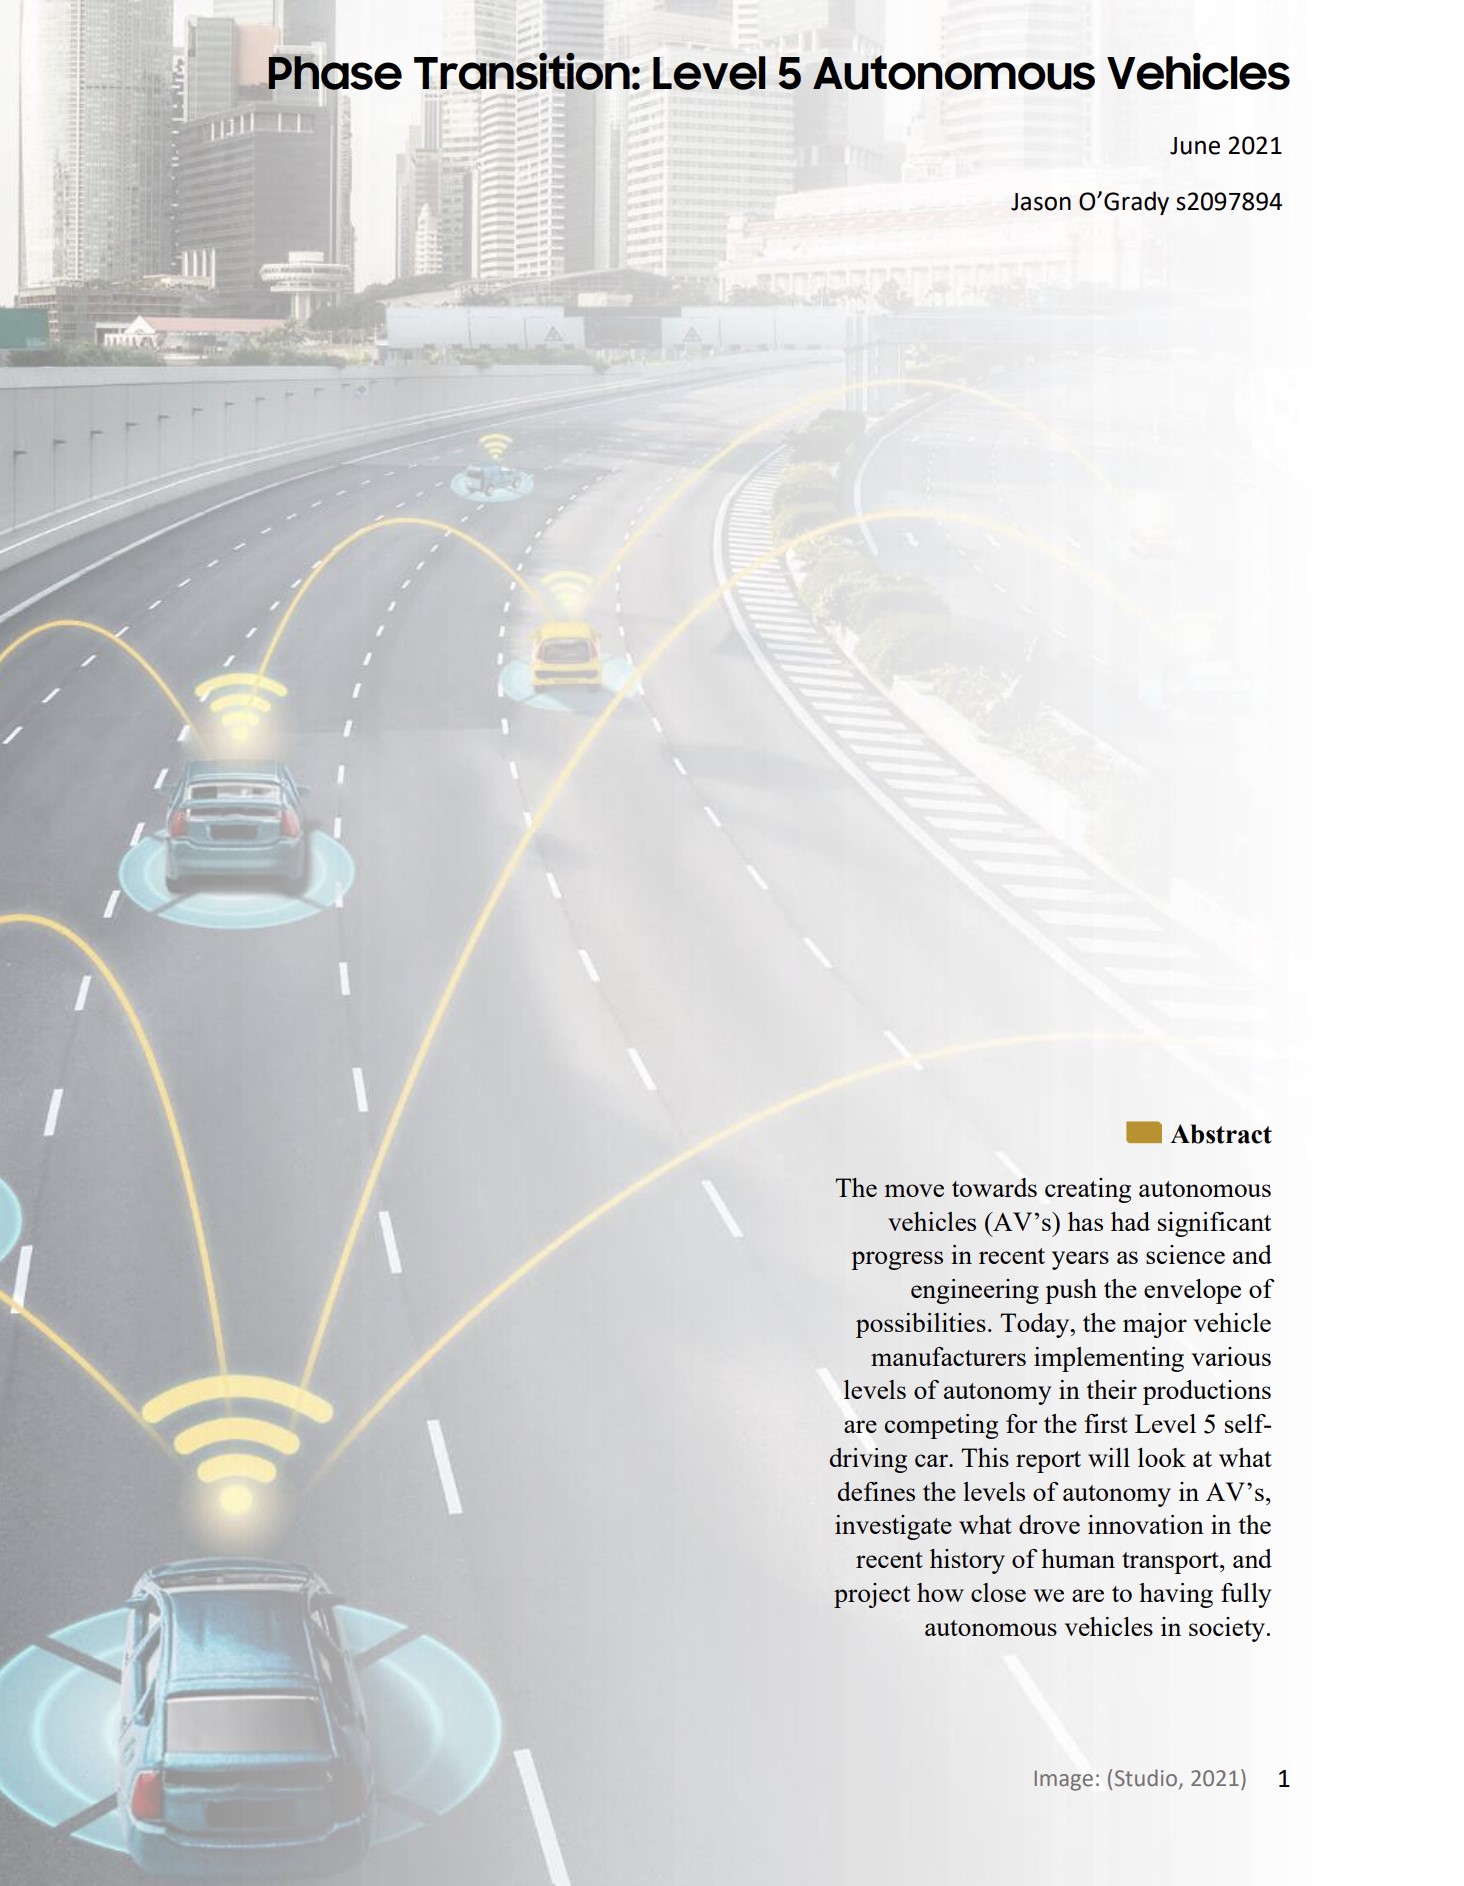 Phase Transition: Level 5 Autonomous Vehicles
June 2021
Jason O’Grady s2097894
Abstract
The move towards creating autonomous
vehicles (AV’s) has had significant
progress in recent years as science and
engineering push the envelope of
possibilities. Today, the major vehicle
manufacturers implementing various
levels of autonomy in their productions
are competing for the first Level 5 self-
driving car. This report will look at what
defines the levels of autonomy in AV’s,
investigate what drove innovation in the
recent history of human transport, and
project how close we are to having fully
autonomous vehicles in society.
Image: (Studio, 2021) 1